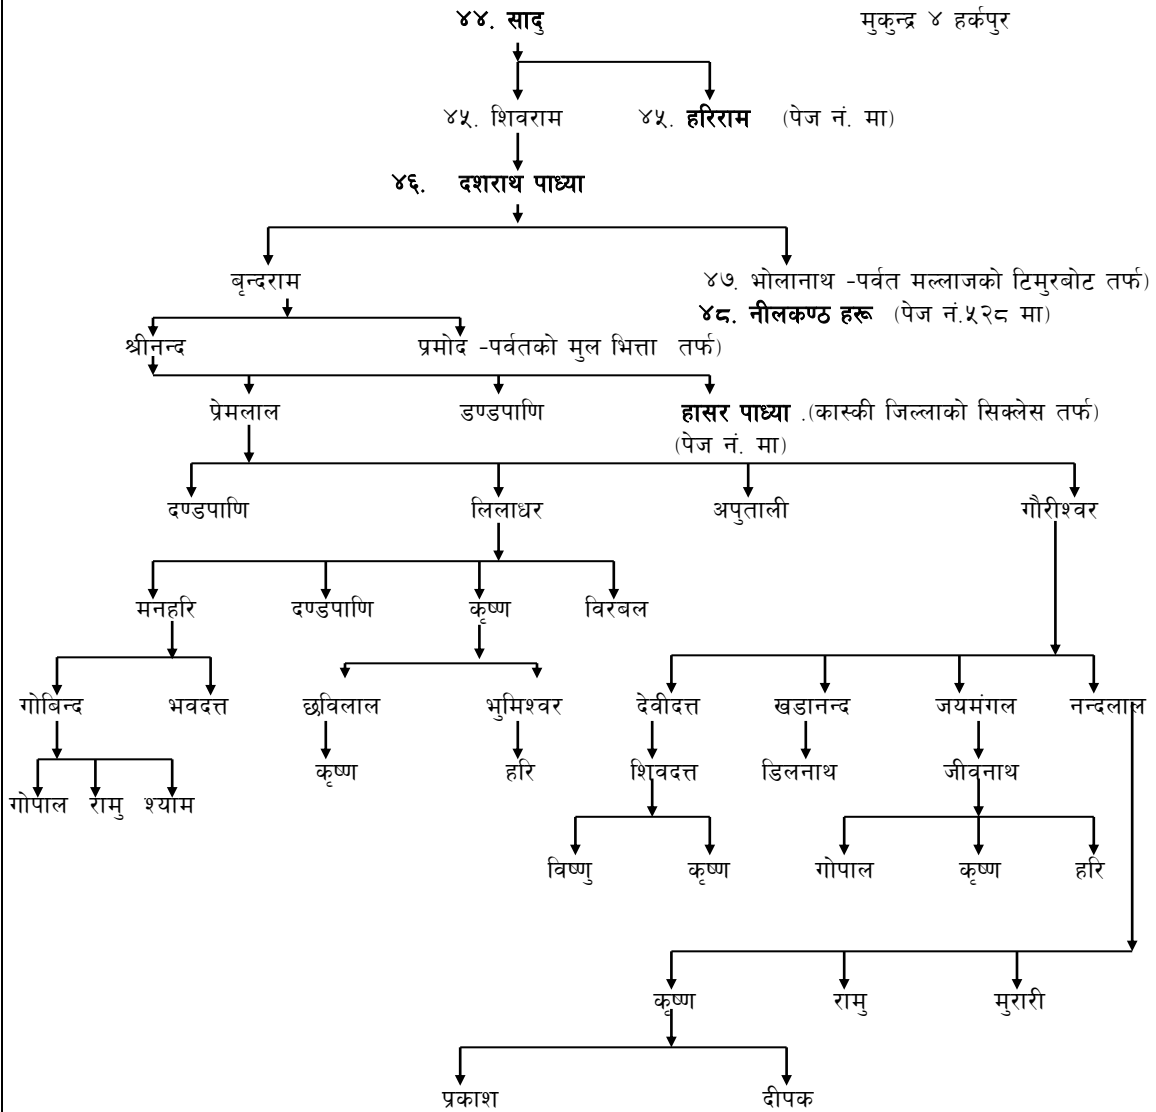 ४४. सादु मुकुन्द्र ४ हर्कपुर
४५. शिवराम ४५. हरिराम (पेज नं. मा)
४६. दशराथ पाध्या
बृन्दराम ४७. भोलानाथ -पर्वत मल्लाजको टिमुरबोट तर्फ)
४८. नीलकण्ठ हरू (पेज नं.५२८ मा)
श्रीनन्द प्रमोद -पर्वतको मुल भित्ता तर्फ)
प्रेमलाल डण्डपाणि हासर पाध्या .(कास्की जिल्लाको सिक्लेस तर्फ)
(पेज नं. मा)
दण्डपाणि लिलाधर अपुताली गौरीश्वर
मनहरि दण्डपाणि कृष्ण विरबल
गोबिन्द भवदत्त छविलाल भुमिश्वर देवीदत्त खडानन्द जयमंगल नन्दलाल
कृष्ण हरि शिवदत्त डिलनाथ जीवनाथ
गोपाल रामु श्याम
विष्णु कृष्ण गोपाल कृष्ण हरि
कृष्ण रामु मुरारी
प्रकाश दीपक